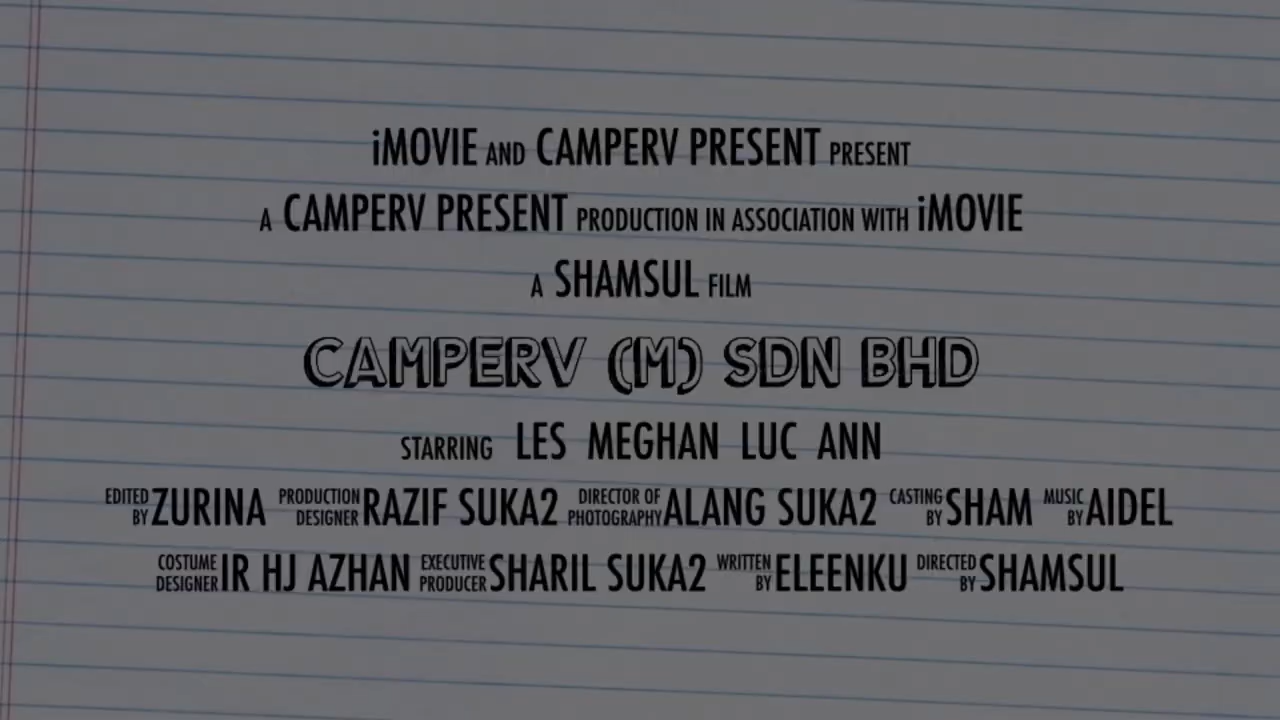 iMOVIE AND CAMPERV PRESENT PRESENT
A CAMPERV PRESENT PRODUCTION IN ASSOCIATION WITH iMOVIE
A SHAMSUL FILM
CAMPERV (M) SDN BHD
STARRING LES MEGHAN LUC ANN
EDITED BY ZURINA PRODUCTION DESIGNER RAZIF SUKA2 DIRECTOR OF PHOTOGRAPHY ALANG SUKA2 CASTING BY SHAM MUSIC BY AIDEL
COSTUME DESIGNER IR HJ AZHAN EXECUTIVE PRODUCER SHARIL SUKA2 WRITTEN BY ELEENKU DIRECTED BY SHAMSUL